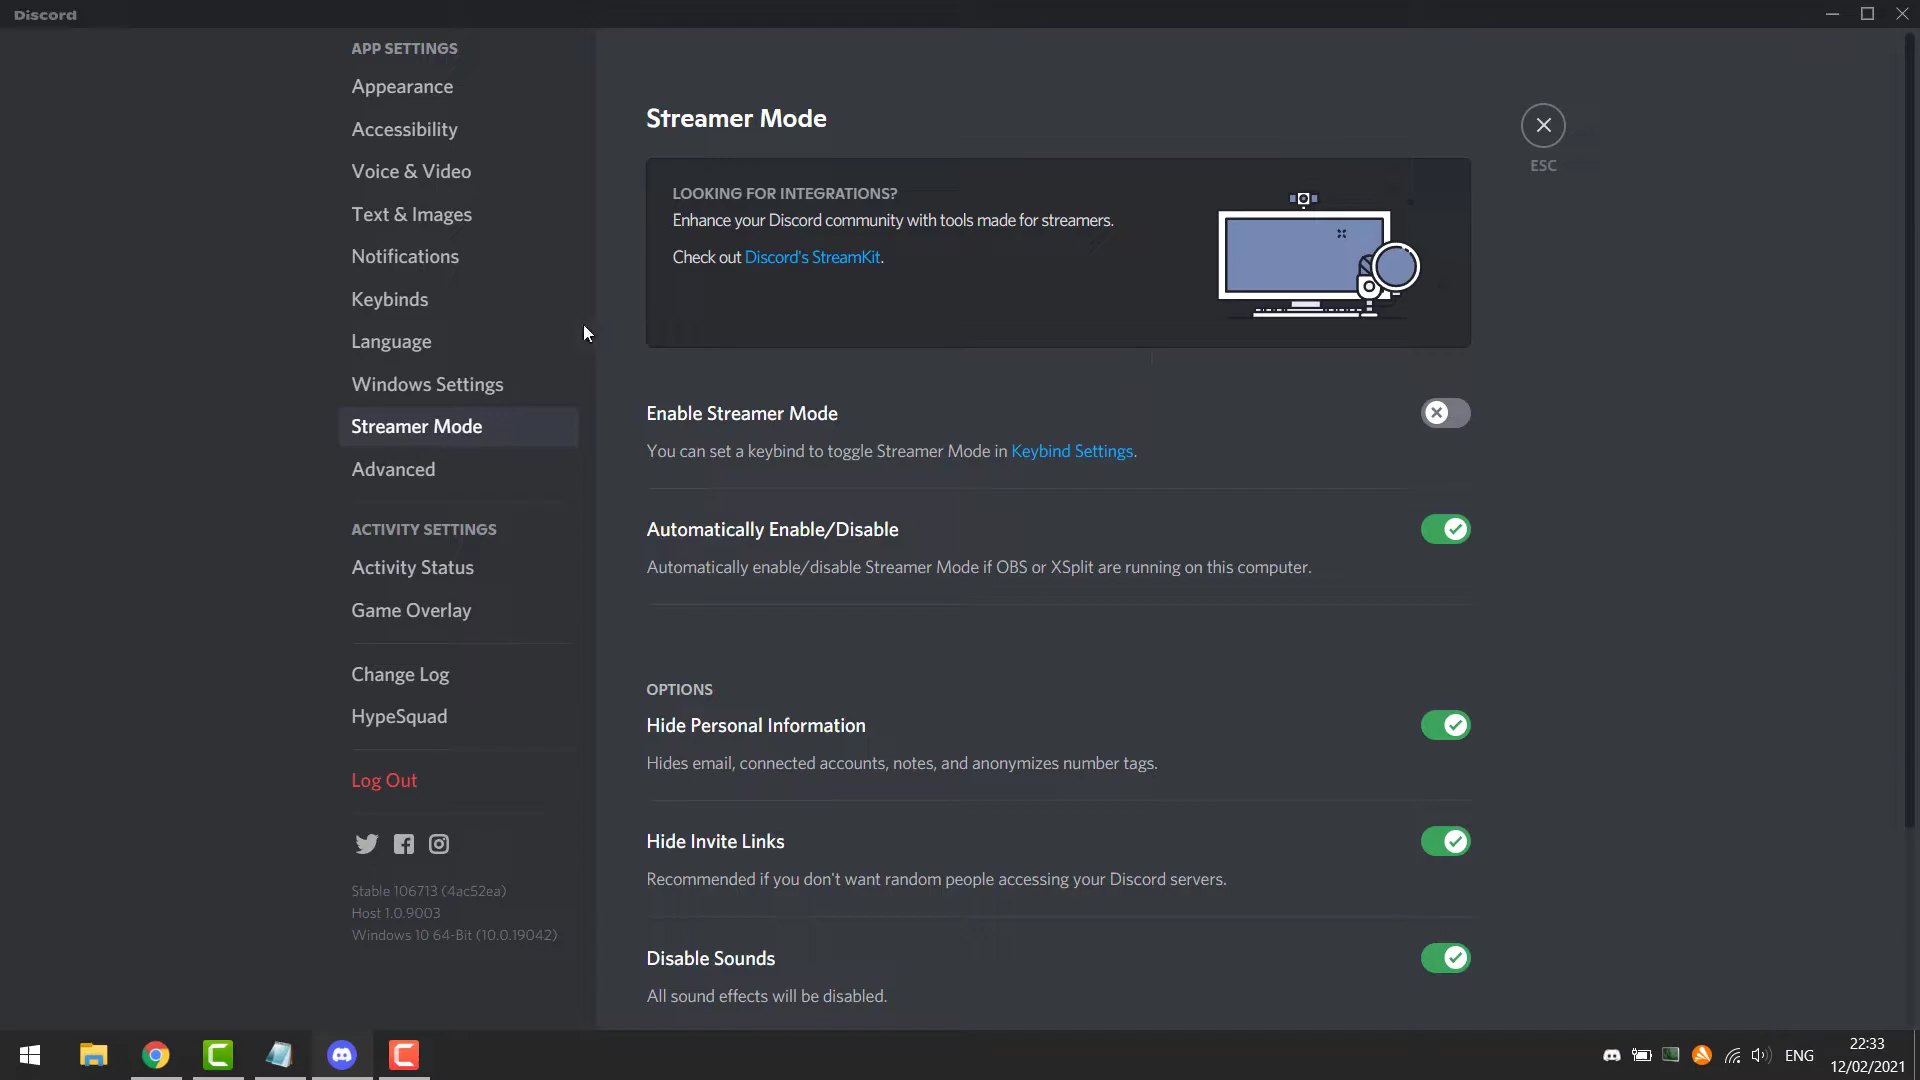 Discord
APP SETTINGS
Appearance
Accessibility
Voice & Video
Text & Images
Notifications
Keybinds
Language
Windows Settings
Streamer Mode
Advanced
ACTIVITY SETTINGS
Activity Status
Game Overlay
Change Log
HypeSquad
Log Out
Stable 106713 (4ac52ea)
Host 1.0.9003
Windows 10 64-Bit (10.0.19042)
Streamer Mode
ESC
LOOKING FOR INTEGRATIONS?
Enhance your Discord community with tools made for streamers.
Check out Discord's StreamKit.
Enable Streamer Mode
You can set a keybind to toggle Streamer Mode in Keybind Settings.
Automatically Enable/Disable
Automatically enable/disable Streamer Mode if OBS or XSplit are running on this computer.
OPTIONS
Hide Personal Information
Hides email, connected accounts, notes, and anonymizes number tags.
Hide Invite Links
Recommended if you don't want random people accessing your Discord servers.
Disable Sounds
All sound effects will be disabled.
ENG
22:33
12/02/2021